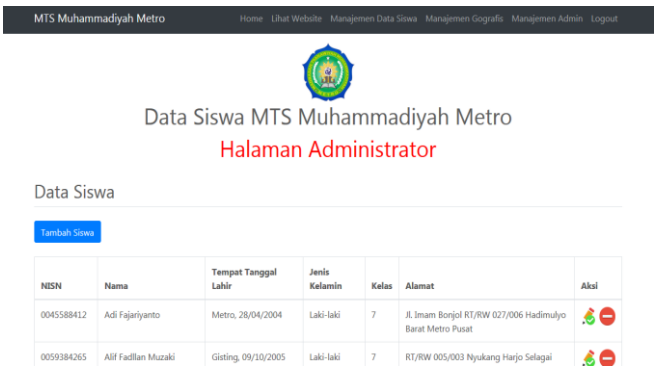 MTS Muhammadiyah Metro Home Lihat Website Manajemen Data Siswa Manajemen Gografis Manajemen Admin Logout
Data Siswa MTS Muhammadiyah Metro
Halaman Administrator
Data Siswa
Tambah Siswa
NISN Nama Tempat Tanggal Lahir Jenis Kelamin Kelas Alamat Aksi
0045588412 Adi Fajariyanto Metro, 28/04/2004 Laki-laki 7 Jl. Imam Bonjol RT/RW 027/006 Hadimulyo
Barat Metro Pusat
0059384265 Alif Fadllan Muzaki Gisting, 09/10/2005 Laki-laki 7 RT/RW 005/003 Nyukang Harjo Selagai